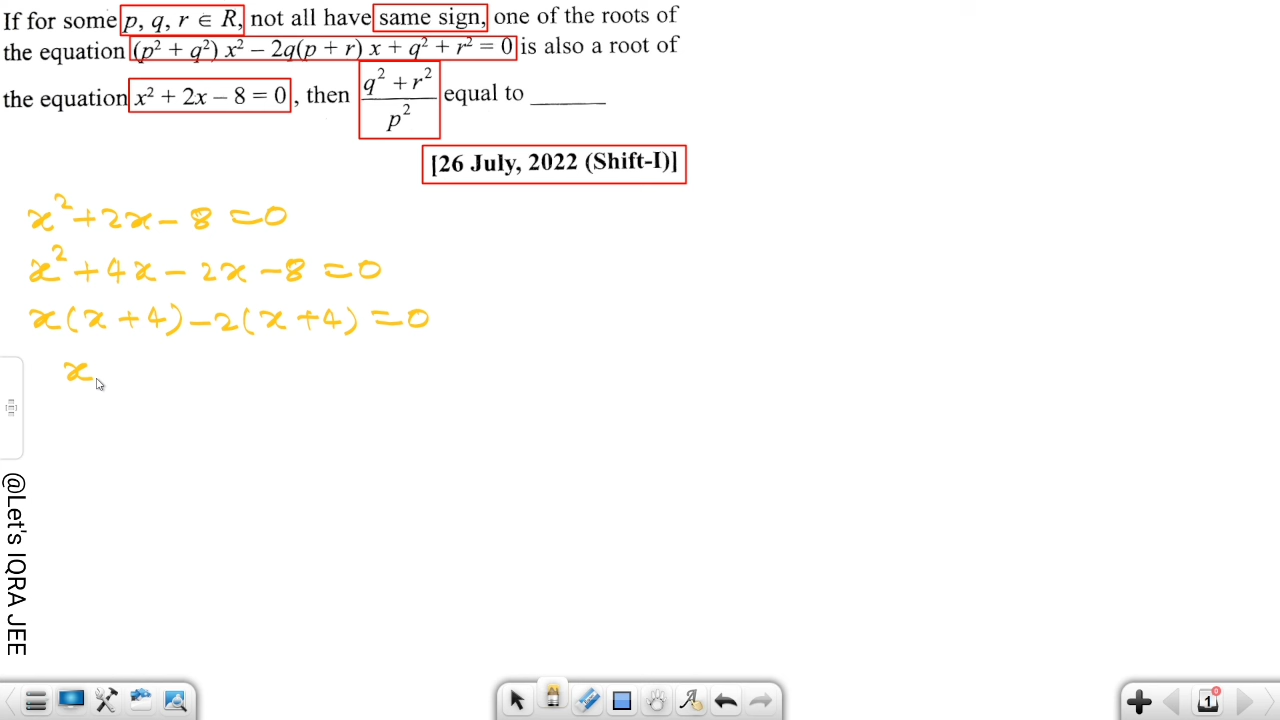 If for some p, q, r ∈ R, not all have same sign, one of the roots of
the equation (p² + q²) x² – 2q(p + r) x + q² + r² = 0 is also a root of
the equation x² + 2x – 8 = 0, then (q² + r²)/p² equal to ______
[26 July, 2022 (Shift-I)]
x² + 2x – 8 = 0
x² + 4x – 2x – 8 = 0
x(x + 4) – 2(x + 4) = 0
x
@Let's IQRA JEE
1
0